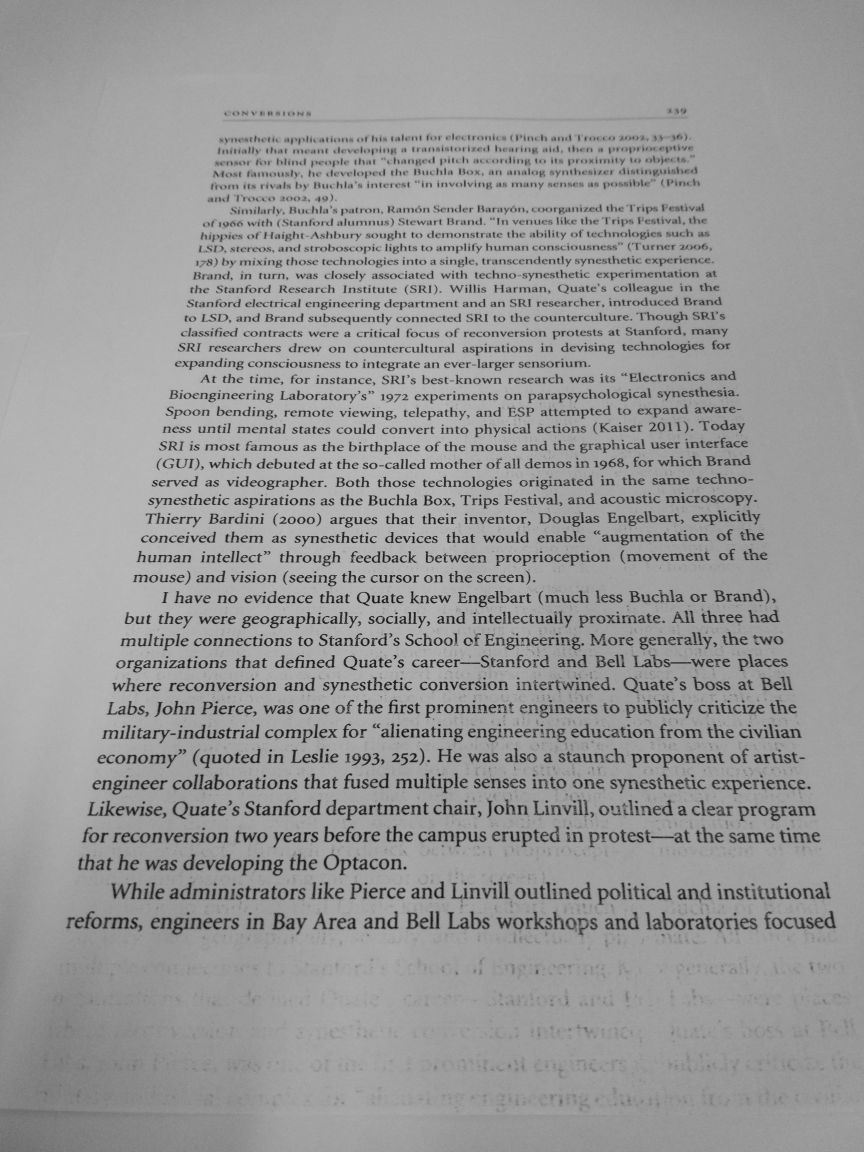 CONVERSIONS 239
synesthetic applications of his talent for electronics (Pinch and Trocco 2002, 33–36).
Initially that meant developing a transistorized hearing aid, then a proprioceptive
sensor for blind people that “changed pitch according to its proximity to objects.”
Most famously, he developed the Buchla Box, an analog synthesizer distinguished
from its rivals by Buchla’s interest “in involving as many senses as possible” (Pinch
and Trocco 2002, 49).
Similarly, Buchla’s patron, Ramón Sender Barayón, coorganized the Trips Festival
of 1966 with (Stanford alumnus) Stewart Brand. “In venues like the Trips Festival, the
hippies of Haight-Ashbury sought to demonstrate the ability of technologies such as
LSD, stereos, and stroboscopic lights to amplify human consciousness” (Turner 2006,
178) by mixing those technologies into a single, transcendently synesthetic experience.
Brand, in turn, was closely associated with techno-synesthetic experimentation at
the Stanford Research Institute (SRI). Willis Harman, Quate’s colleague in the
Stanford electrical engineering department and an SRI researcher, introduced Brand
to LSD, and Brand subsequently connected SRI to the counterculture. Though SRI’s
classified contracts were a critical focus of reconversion protests at Stanford, many
SRI researchers drew on countercultural aspirations in devising technologies for
expanding consciousness to integrate an ever-larger sensorium.
At the time, for instance, SRI’s best-known research was its “Electronics and
Bioengineering Laboratory’s” 1972 experiments on parapsychological synesthesia.
Spoon bending, remote viewing, telepathy, and ESP attempted to expand aware-
ness until mental states could convert into physical actions (Kaiser 2011). Today
SRI is most famous as the birthplace of the mouse and the graphical user interface
(GUI), which debuted at the so-called mother of all demos in 1968, for which Brand
served as videographer. Both those technologies originated in the same techno-
synesthetic aspirations as the Buchla Box, Trips Festival, and acoustic microscopy.
Thierry Bardini (2000) argues that their inventor, Douglas Engelbart, explicitly
conceived them as synesthetic devices that would enable “augmentation of the
human intellect” through feedback between proprioception (movement of the
mouse) and vision (seeing the cursor on the screen).
I have no evidence that Quate knew Engelbart (much less Buchla or Brand),
but they were geographically, socially, and intellectually proximate. All three had
multiple connections to Stanford’s School of Engineering. More generally, the two
organizations that defined Quate’s career—Stanford and Bell Labs—were places
where reconversion and synesthetic conversion intertwined. Quate’s boss at Bell
Labs, John Pierce, was one of the first prominent engineers to publicly criticize the
military-industrial complex for “alienating engineering education from the civilian
economy” (quoted in Leslie 1993, 252). He was also a staunch proponent of artist-
engineer collaborations that fused multiple senses into one synesthetic experience.
Likewise, Quate’s Stanford department chair, John Linvill, outlined a clear program
for reconversion two years before the campus erupted in protest—at the same time
that he was developing the Optacon.
While administrators like Pierce and Linvill outlined political and institutional
reforms, engineers in Bay Area and Bell Labs workshops and laboratories focused